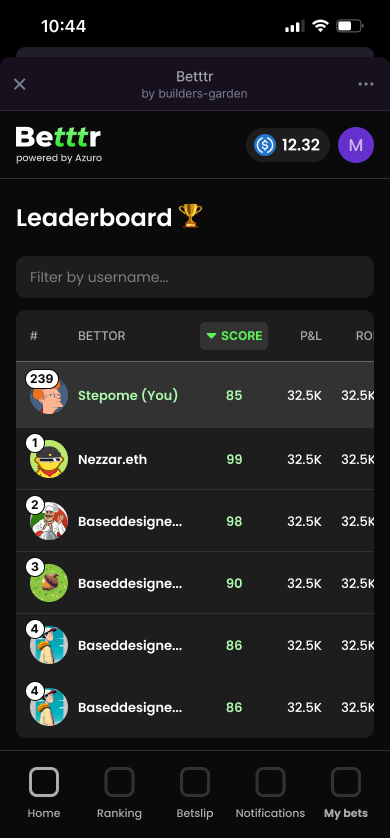 10:44
Betttr
by builders-garden
Betttr
powered by Azuro
12.32
M
Leaderboard 🏆
Filter by username...
# BETTOR SCORE P&L RO
239 Stepome (You) 85 32.5K 32.5K
1 Nezzar.eth 99 32.5K 32.5K
2 Baseddesigne... 98 32.5K 32.5K
3 Baseddesigne... 90 32.5K 32.5K
4 Baseddesigne... 86 32.5K 32.5K
4 Baseddesigne... 86 32.5K 32.5K
Home Ranking Betslip Notifications My bets